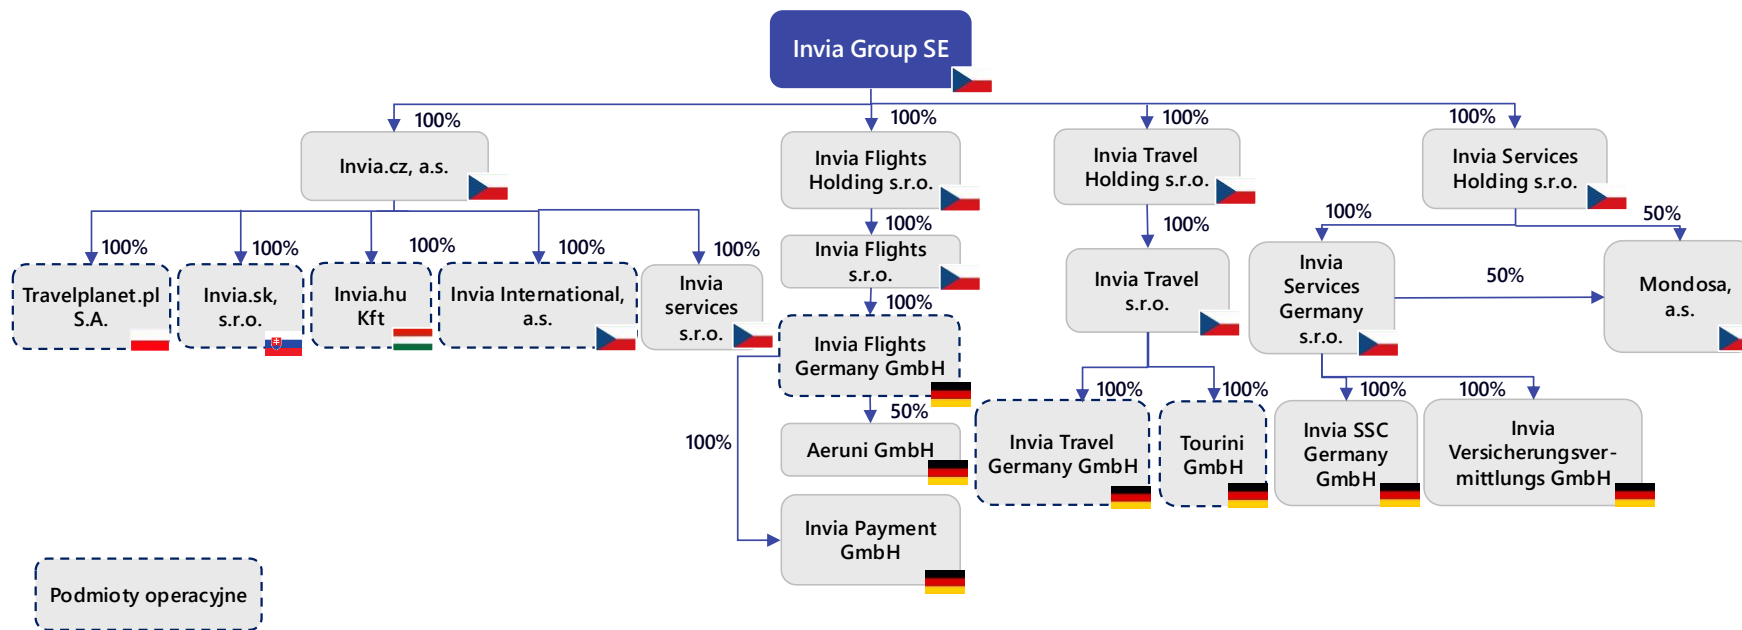 Invia Group SE
100%
100%
100%
100%
Invia.cz, a.s.
Invia Flights
Holding s.r.o.
Invia Travel
Holding s.r.o.
Invia Services
Holding s.r.o.
100%
100%
100%
100%
100%
100%
100%
100%
50%
Travelplanet.pl
S.A.
Invia.sk,
s.r.o.
Invia.hu
Kft
Invia International,
a.s.
Invia
services
s.r.o.
Invia Flights
s.r.o.
Invia Travel
s.r.o.
Invia
Services
Germany
s.r.o.
50%
Mondosa,
a.s.
100%
Invia Flights
Germany GmbH
100%
50%
100%
100%
100%
100%
Aeruni GmbH
Invia Travel
Germany GmbH
Tourini
GmbH
Invia SSC
Germany
GmbH
Invia
Versicherungsver-
mittlungs GmbH
Invia Payment
GmbH
Podmioty operacyjne